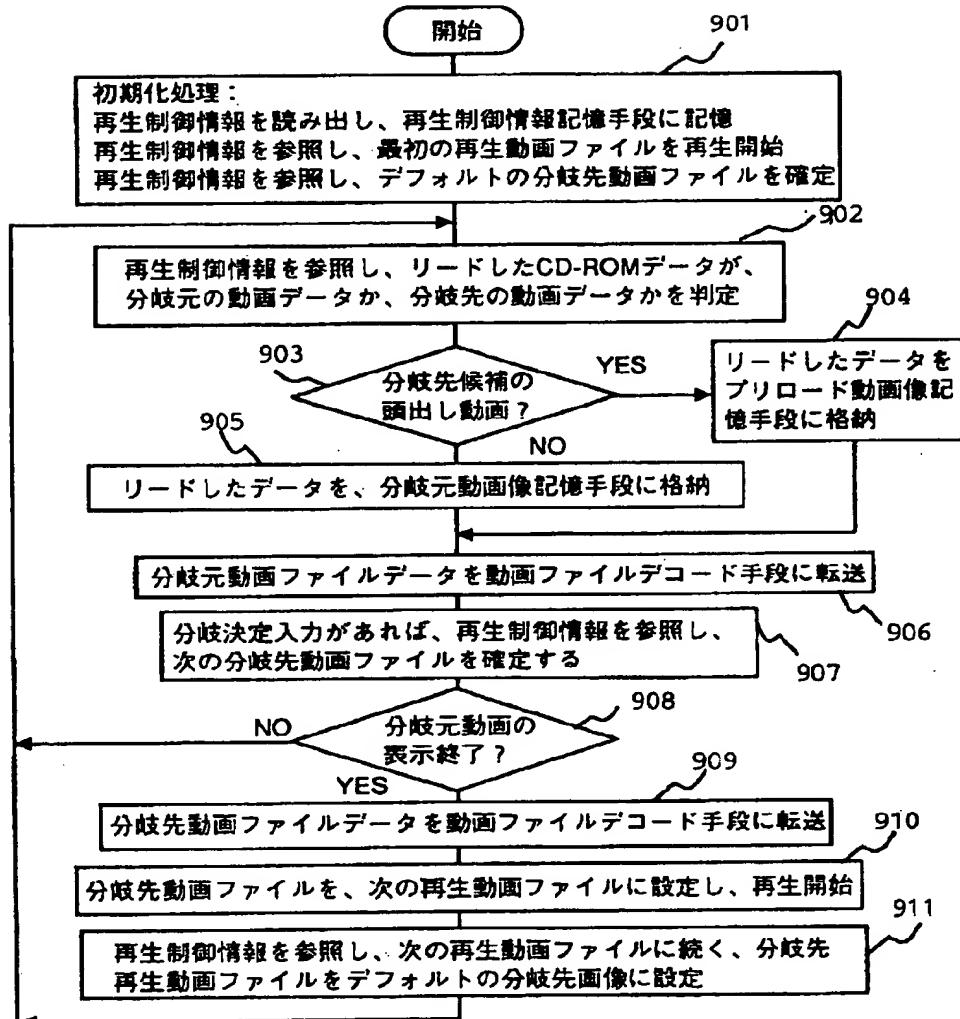 開始
901
初期化処理：
再生制御情報を読み出し、再生制御情報記憶手段に記憶
再生制御情報を参照し、最初の再生動画ファイルを再生開始
再生制御情報を参照し、デフォルトの分岐先動画ファイルを確定
902
再生制御情報を参照し、リードしたCD-ROMデータが、
分岐元の動画データか、分岐先の動画データかを判定
903
分岐先候補の
頭出し動画？
YES
904
リードしたデータを
プリロード動画像記
憶手段に格納
NO
905
リードしたデータを、分岐元動画像記憶手段に格納
分岐元動画ファイルデータを動画ファイルデコード手段に転送
906
分岐決定入力があれば、再生制御情報を参照し、
次の分岐先動画ファイルを確定する
907
908
分岐元動画の
表示終了？
NO
YES
909
分岐先動画ファイルデータを動画ファイルデコード手段に転送
910
分岐先動画ファイルを、次の再生動画ファイルに設定し、再生開始
911
再生制御情報を参照し、次の再生動画ファイルに続く、分岐先
再生動画ファイルをデフォルトの分岐先画像に設定